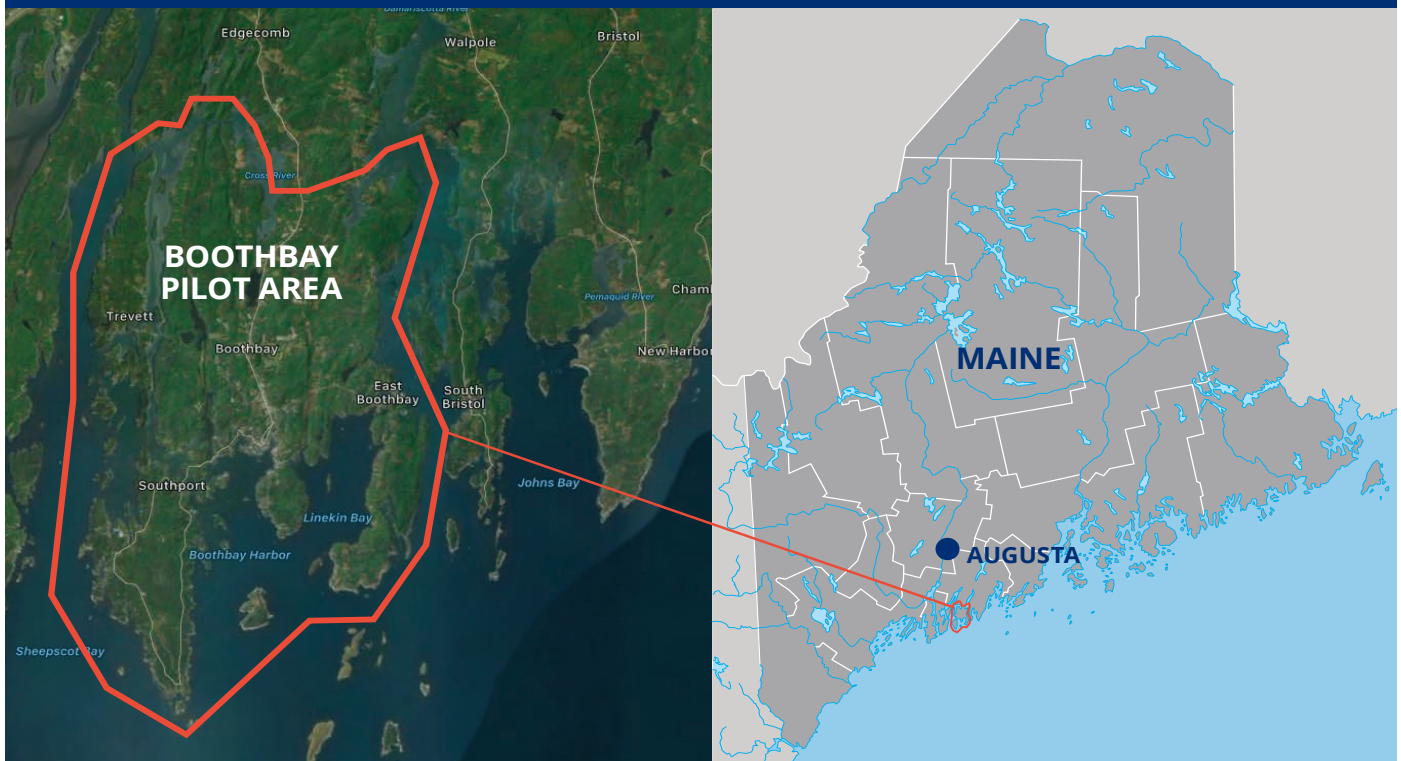 Damariscotta River
Edgecomb
Walpole
Bristol
Cross River
BOOTHBAY
PILOT AREA
Pemaquid River
Cham
Trevett
Boothbay
New Harbor
East
Boothbay
South
Bristol
Southport
Johns Bay
Linekin Bay
Boothbay Harbor
Sheepscot Bay
MAINE
AUGUSTA